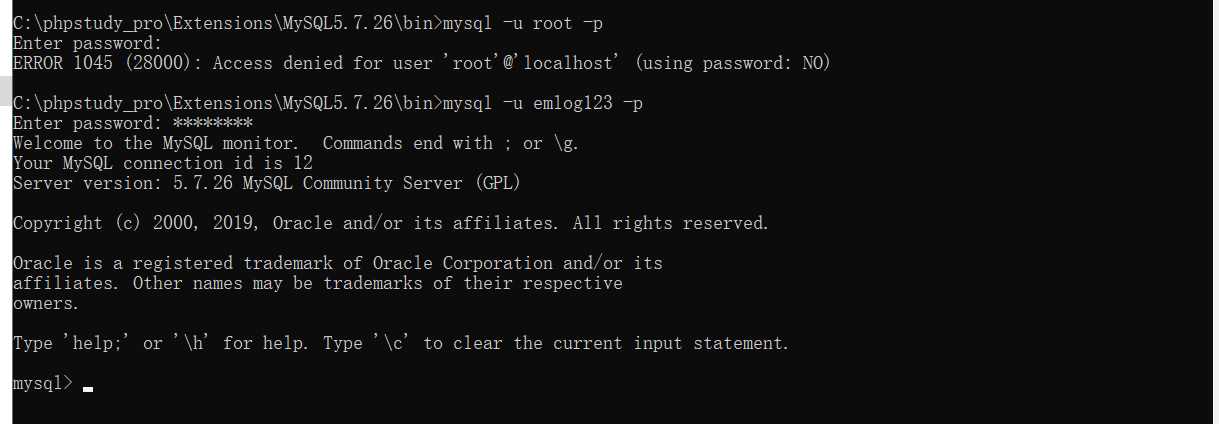 C:\phpstudy_pro\Extensions\MySQL5.7.26\bin>mysql -u root -p
Enter password:
ERROR 1045 (28000): Access denied for user 'root'@'localhost' (using password: NO)
C:\phpstudy_pro\Extensions\MySQL5.7.26\bin>mysql -u emlog123 -p
Enter password: ********
Welcome to the MySQL monitor.  Commands end with ; or \g.
Your MySQL connection id is 12
Server version: 5.7.26 MySQL Community Server (GPL)
Copyright (c) 2000, 2019, Oracle and/or its affiliates. All rights reserved.
Oracle is a registered trademark of Oracle Corporation and/or its
affiliates. Other names may be trademarks of their respective
owners.
Type 'help;' or '\h' for help. Type '\c' to clear the current input statement.
mysql>